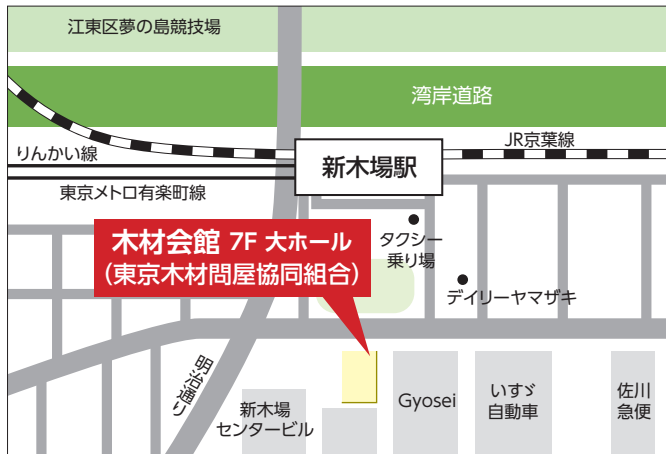 江東区夢の島競技場
湾岸道路
JR京葉線
りんかい線
新木場駅
東京メトロ有楽町線
木材会館 7F 大ホール
（東京木材問屋協同組合）
タクシー
乗り場
デイリーヤマザキ
明治通り
新木場
センタービル
Gyosei
いすゞ
自動車
佐川
急便